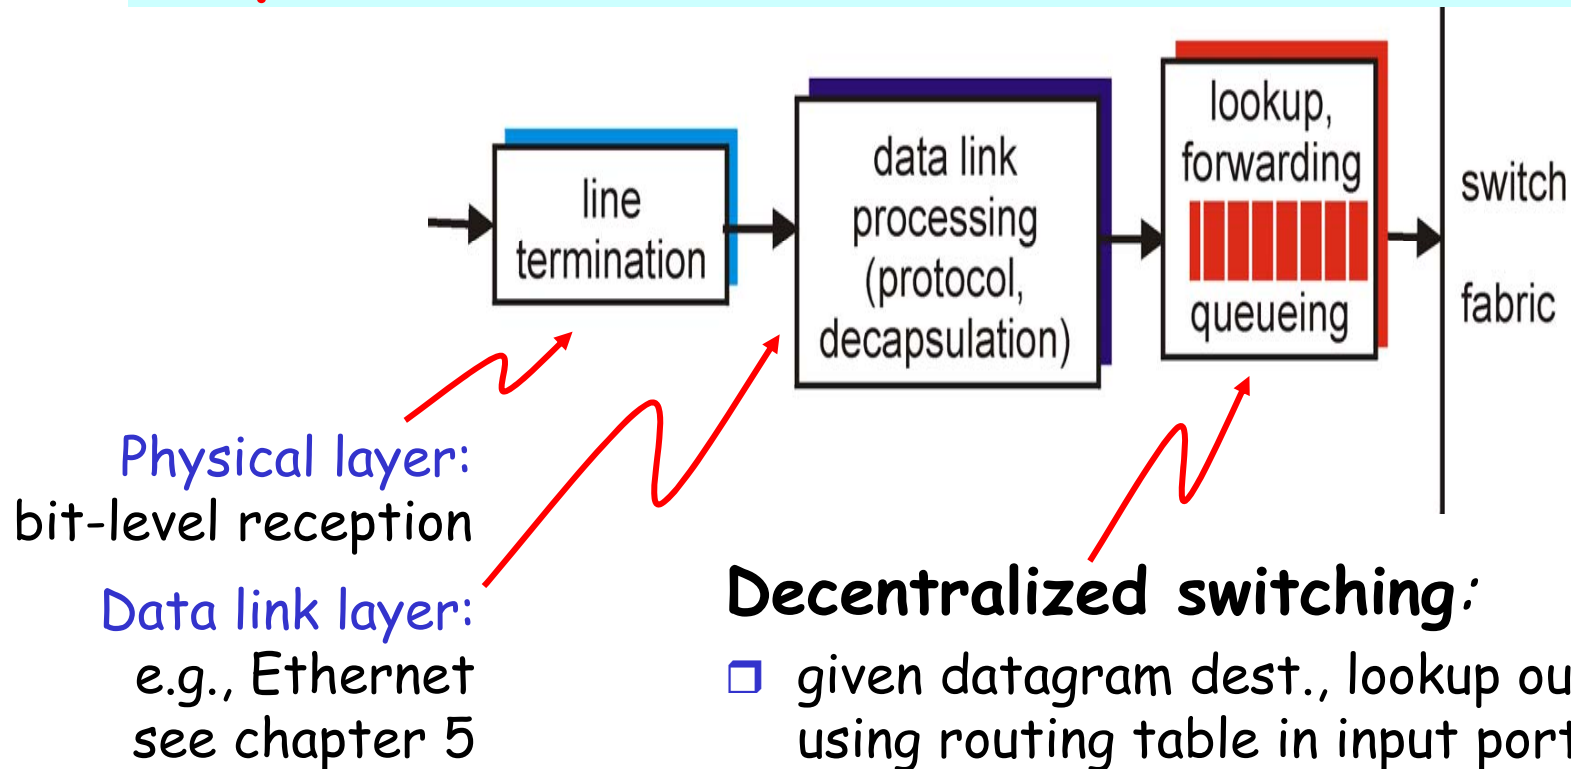 line
termination
data link
processing
(protocol,
decapsulation)
lookup,
forwarding
queueing
switch
fabric
Physical layer:
bit-level reception
Data link layer:
e.g., Ethernet
see chapter 5
Decentralized switching:
given datagram dest., lookup
using routing table in input port